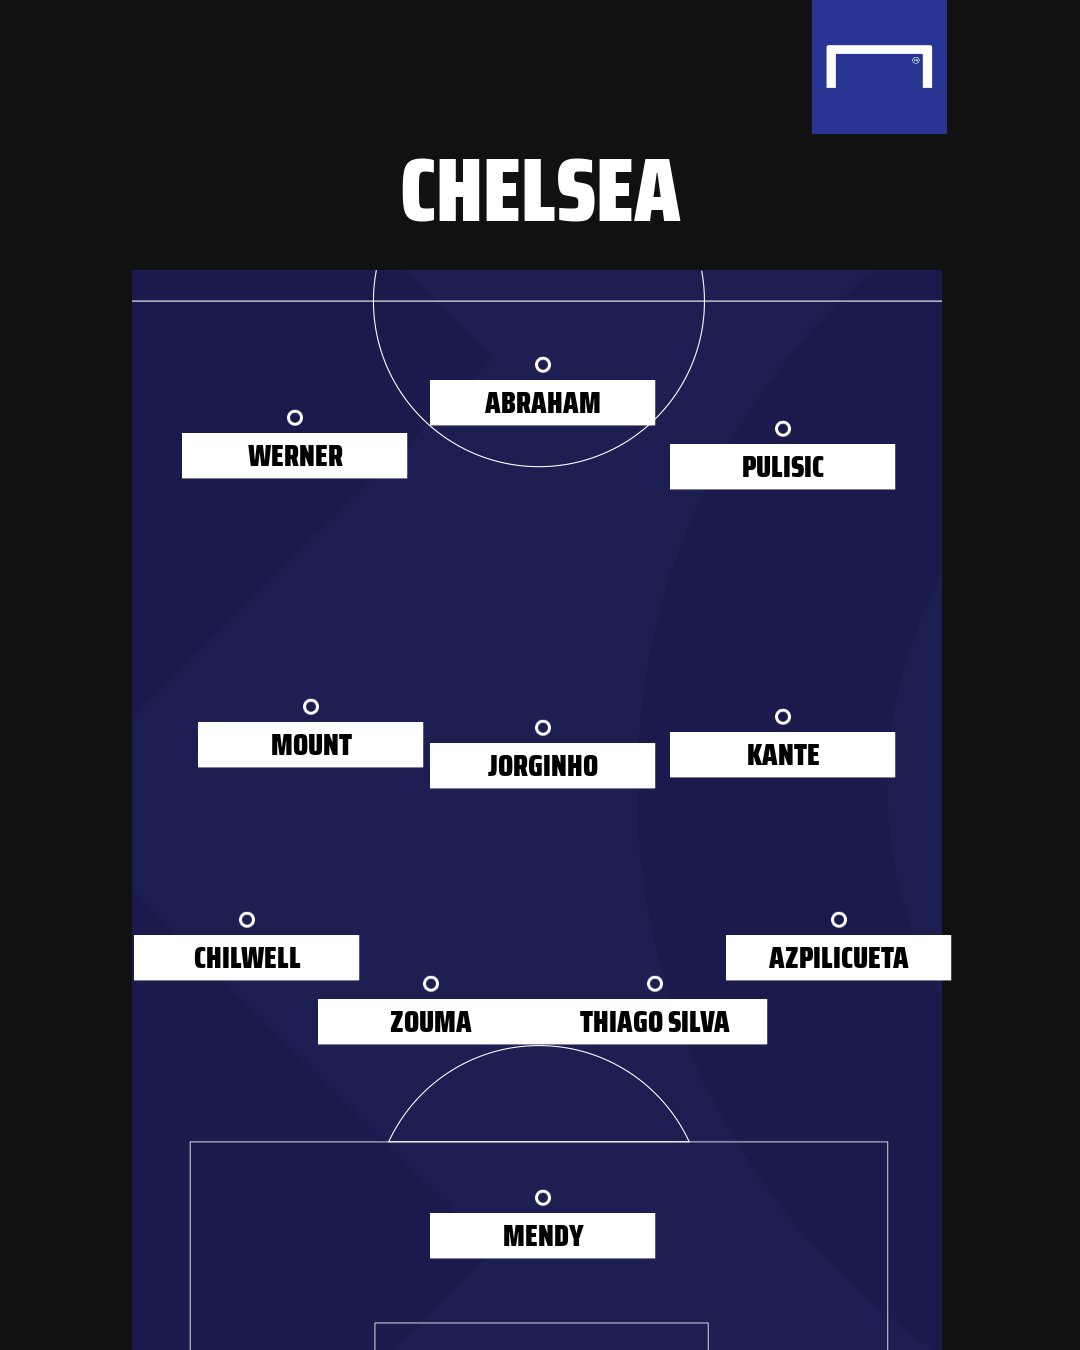 CHELSEA
ABRAHAM
WERNER
PULISIC
MOUNT
JORGINHO
KANTE
CHILWELL
AZPILICUETA
ZOUMA
THIAGO SILVA
MENDY